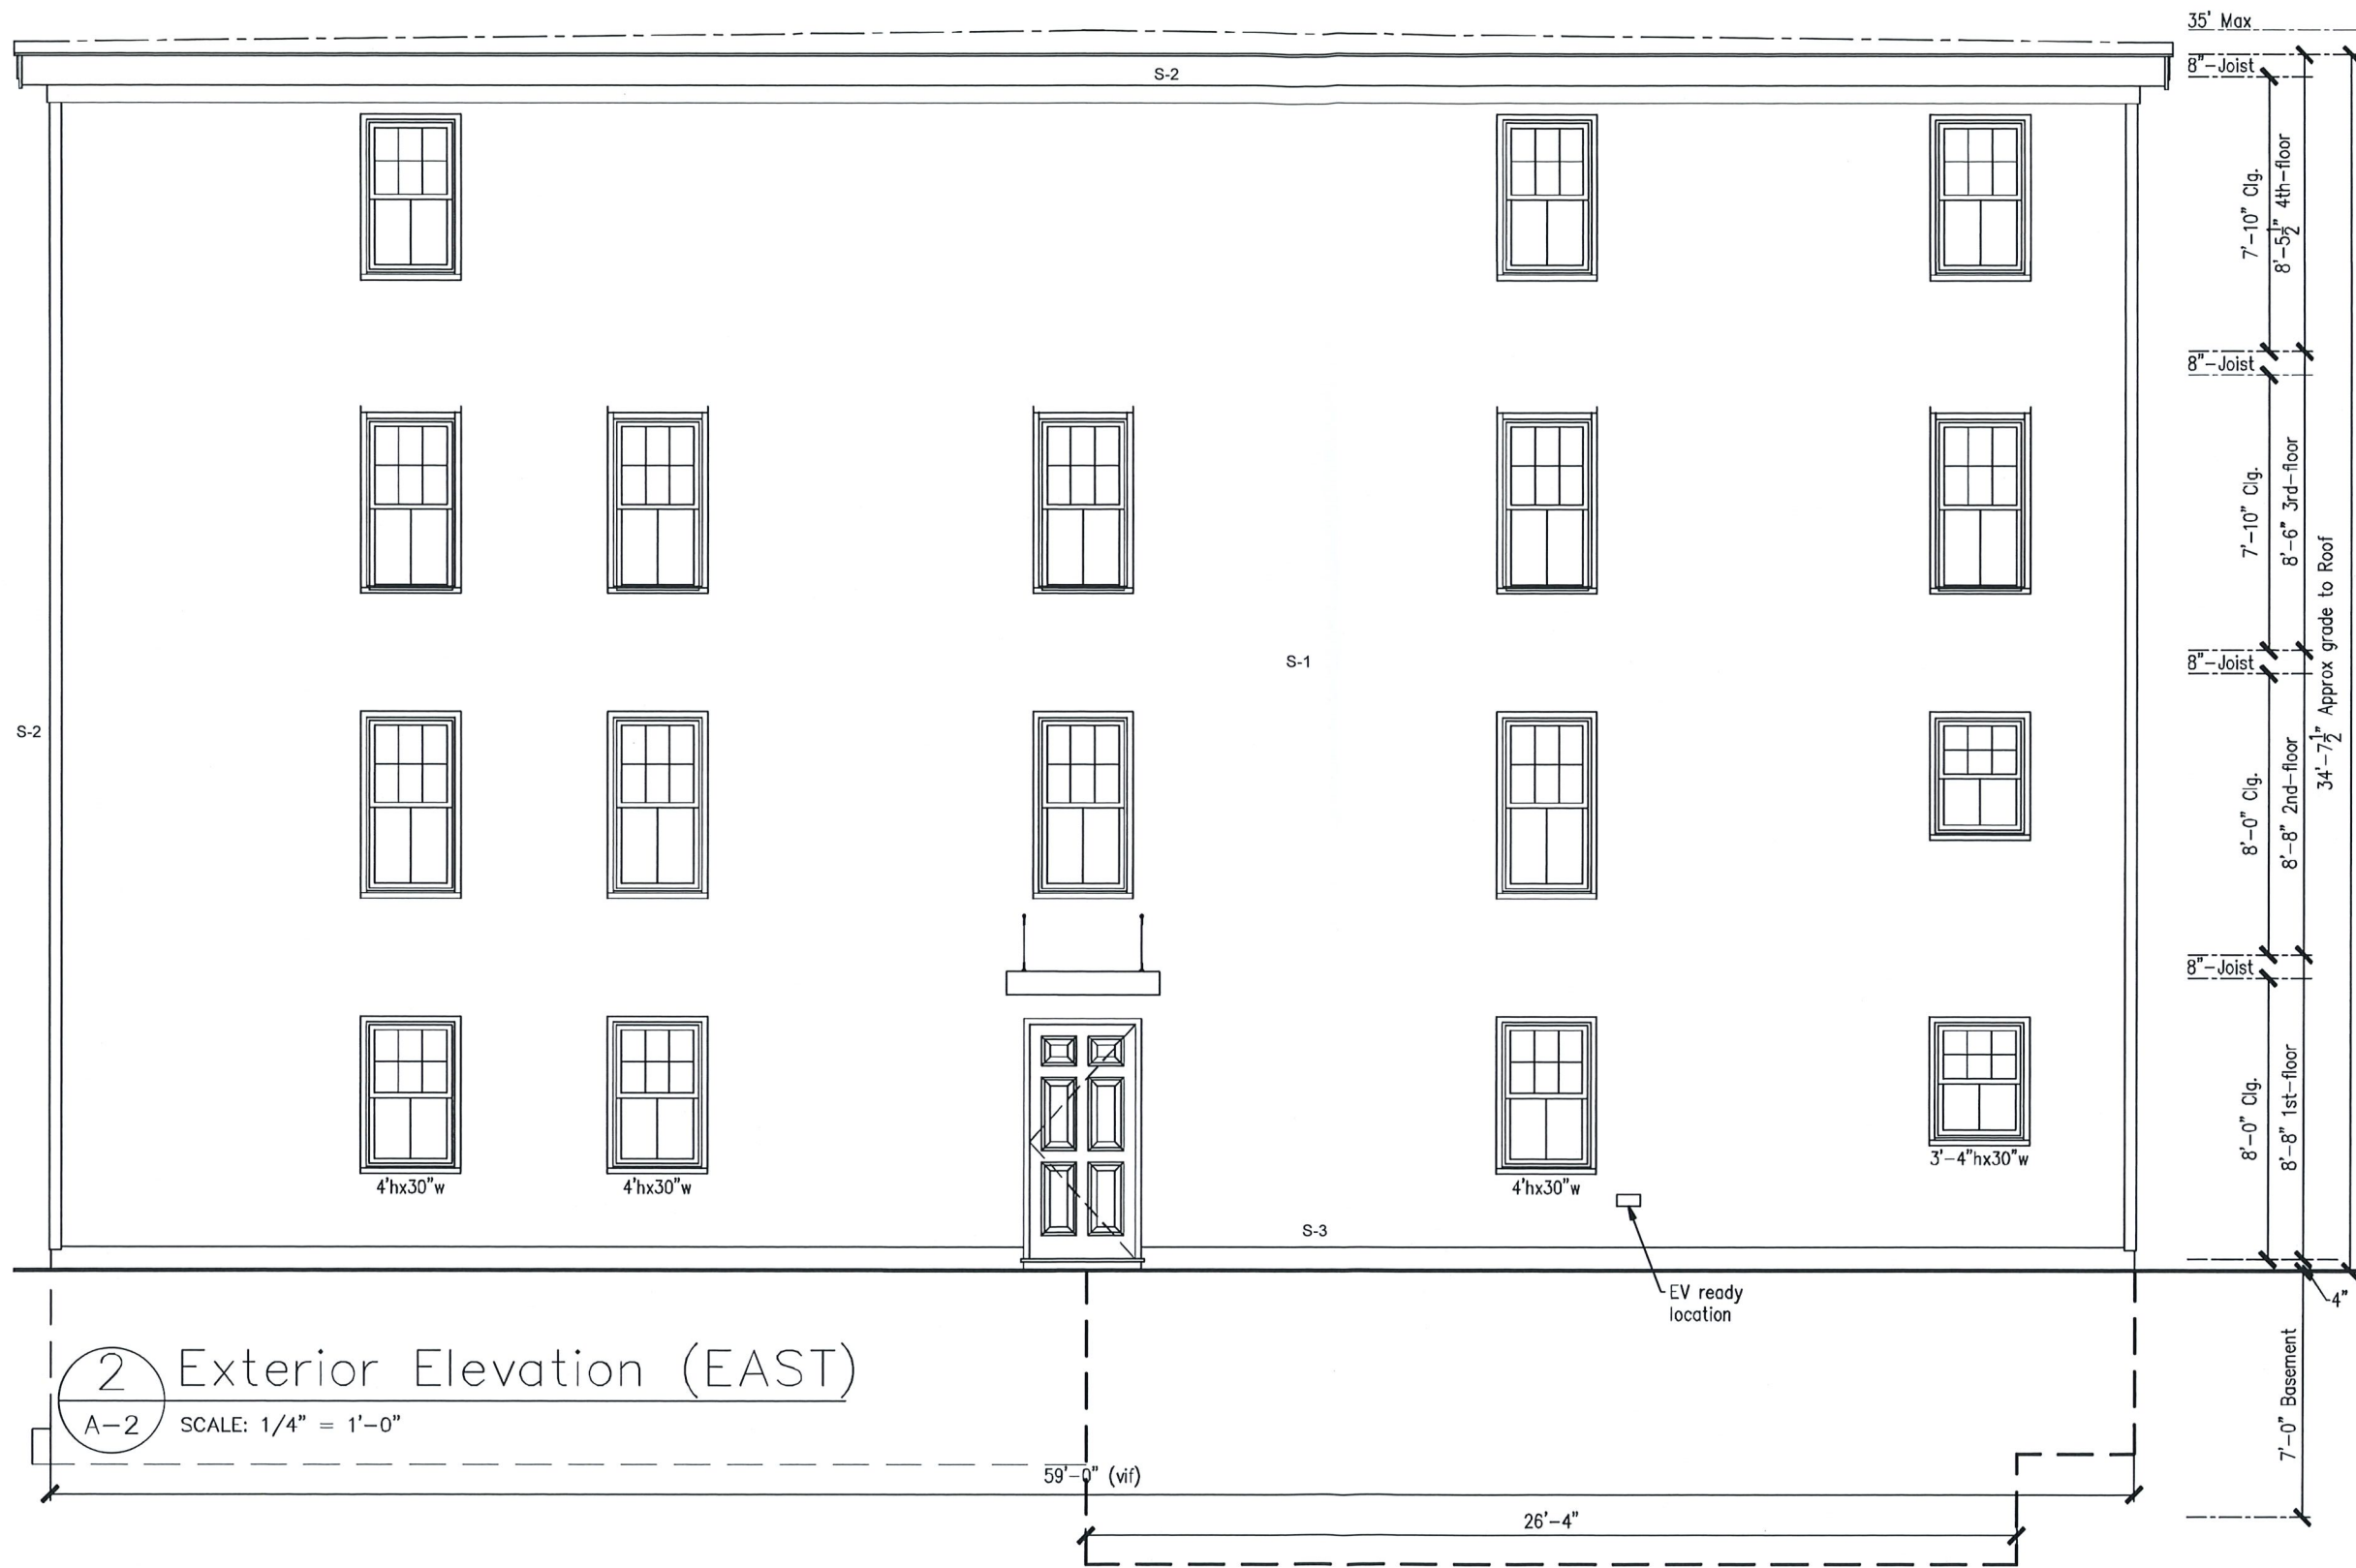 35' Max
8"-Joist
S-2
7'-10" Clg.
8'-5 1/2" 4th-floor
8"-Joist
7'-10" Clg.
8'-6" 3rd-floor
34'-7 1/2" Approx grade to Roof
S-1
8"-Joist
S-2
8'-0" Clg.
8'-8" 2nd-floor
8"-Joist
8'-0" Clg.
8'-8" 1st-floor
3'-4"hx30"w
4'hx30"w
4'hx30"w
4'hx30"w
S-3
EV ready
location
4"
2
A-2
Exterior Elevation (EAST)
SCALE: 1/4" = 1'-0"
7'-0" Basement
59'-0" (vif)
26'-4"